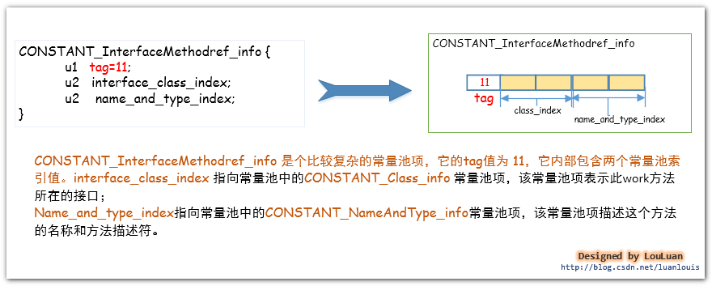 CONSTANT_InterfaceMethodref_info {
u1 tag=11;
u2 interface_class_index;
u2 name_and_type_index;
}
CONSTANT_InterfaceMethodref_info
11
tag
class_index
name_and_type_index
CONSTANT_InterfaceMethodref_info 是个比较复杂的常量池项，它的tag值为 11，它内部包含两个常量池索
引值。interface_class_index 指向常量池中的CONSTANT_Class_info 常量池项，该常量池项表示此work方法
所在的接口；
Name_and_type_index指向常量池中的CONSTANT_NameAndType_info常量池项，该常量池项描述这个方法
的名称和方法描述符。
Designed by LouLuan
http://blog.csdn.net/luanlouis